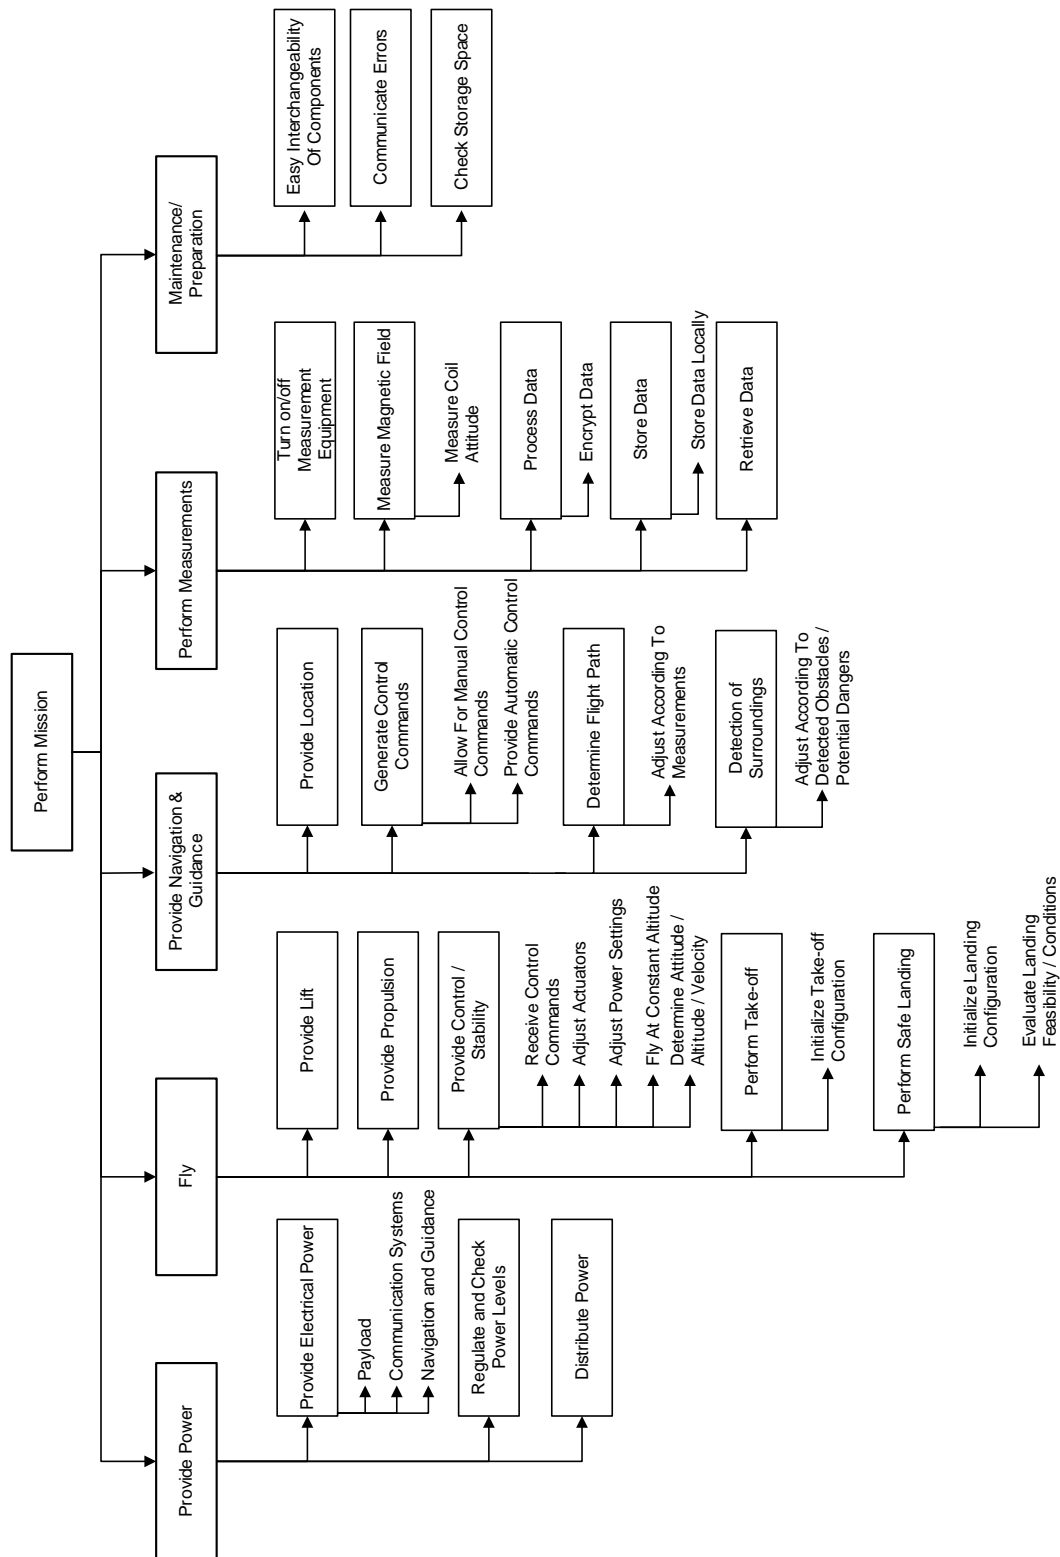 Perform Mission
Provide Power
Provide Electrical Power
Payload
Communication Systems
Navigation and Guidance
Regulate and Check
Power Levels
Distribute Power
Fly
Provide Lift
Provide Propulsion
Provide Control /
Stability
Receive Control
Commands
Adjust Actuators
Adjust Power Settings
Fly At Constant Altitude
Determine Attitude /
Altitude / Velocity
Perform Take-off
Initialize Take-off
Configuration
Perform Safe Landing
Initialize Landing
Configuration
Evaluate Landing
Feasibility / Conditions
Provide Navigation &
Guidance
Provide Location
Generate Control
Commands
Allow For Manual Control
Commands
Provide Automatic Control
Commands
Determine Flight Path
Adjust According To
Measurements
Detection of
Surroundings
Adjust According To
Detected Obstacles /
Potential Dangers
Perform Measurements
Turn on/off
Measurement
Equipment
Measure Magnetic Field
Measure Coil
Attitude
Process Data
Encrypt Data
Store Data
Store Data Locally
Retrieve Data
Maintenance/
Preparation
Easy Interchangeability
Of Components
Communicate Errors
Check Storage Space